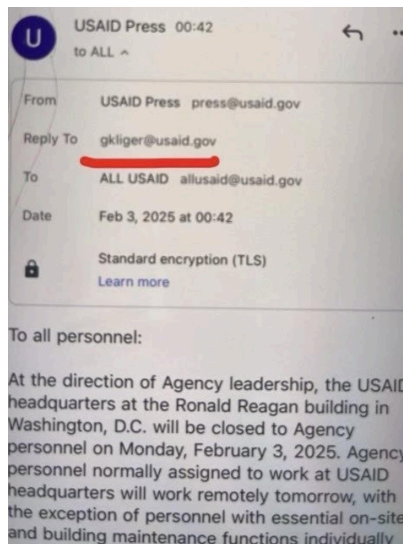 U
USAID Press 00:42
to ALL
From USAID Press press@usaid.gov
Reply To gkliger@usaid.gov
To ALL USAID allusaid@usaid.gov
Date Feb 3, 2025 at 00:42
Standard encryption (TLS)
Learn more
To all personnel:
At the direction of Agency leadership, the USAID
headquarters at the Ronald Reagan building in
Washington, D.C. will be closed to Agency
personnel on Monday, February 3, 2025. Agency
personnel normally assigned to work at USAID
headquarters will work remotely tomorrow, with
the exception of personnel with essential on-site
and building maintenance functions individually